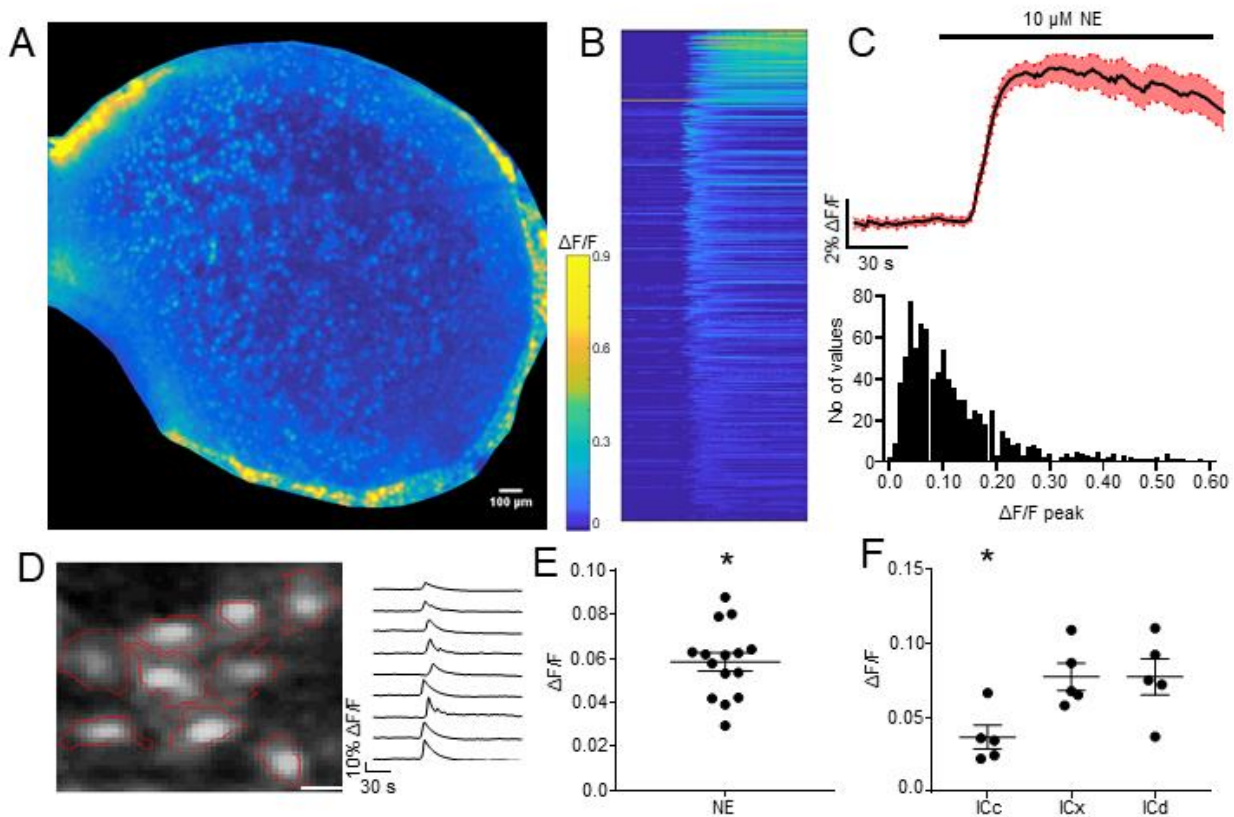 A
B
C
10 µM NE
2% ΔF/F
30 s
ΔF/F
0.9
0.6
0.3
0
100 µm
No of values
80
60
40
20
0
0.0 0.10 0.20 0.30 0.40 0.50 0.60
ΔF/F peak
D
10% ΔF/F
30 s
E
*
ΔF/F
0.10
0.08
0.06
0.04
0.02
0.00
NE
F
*
ΔF/F
0.15
0.10
0.05
0.0
ICc ICx ICd